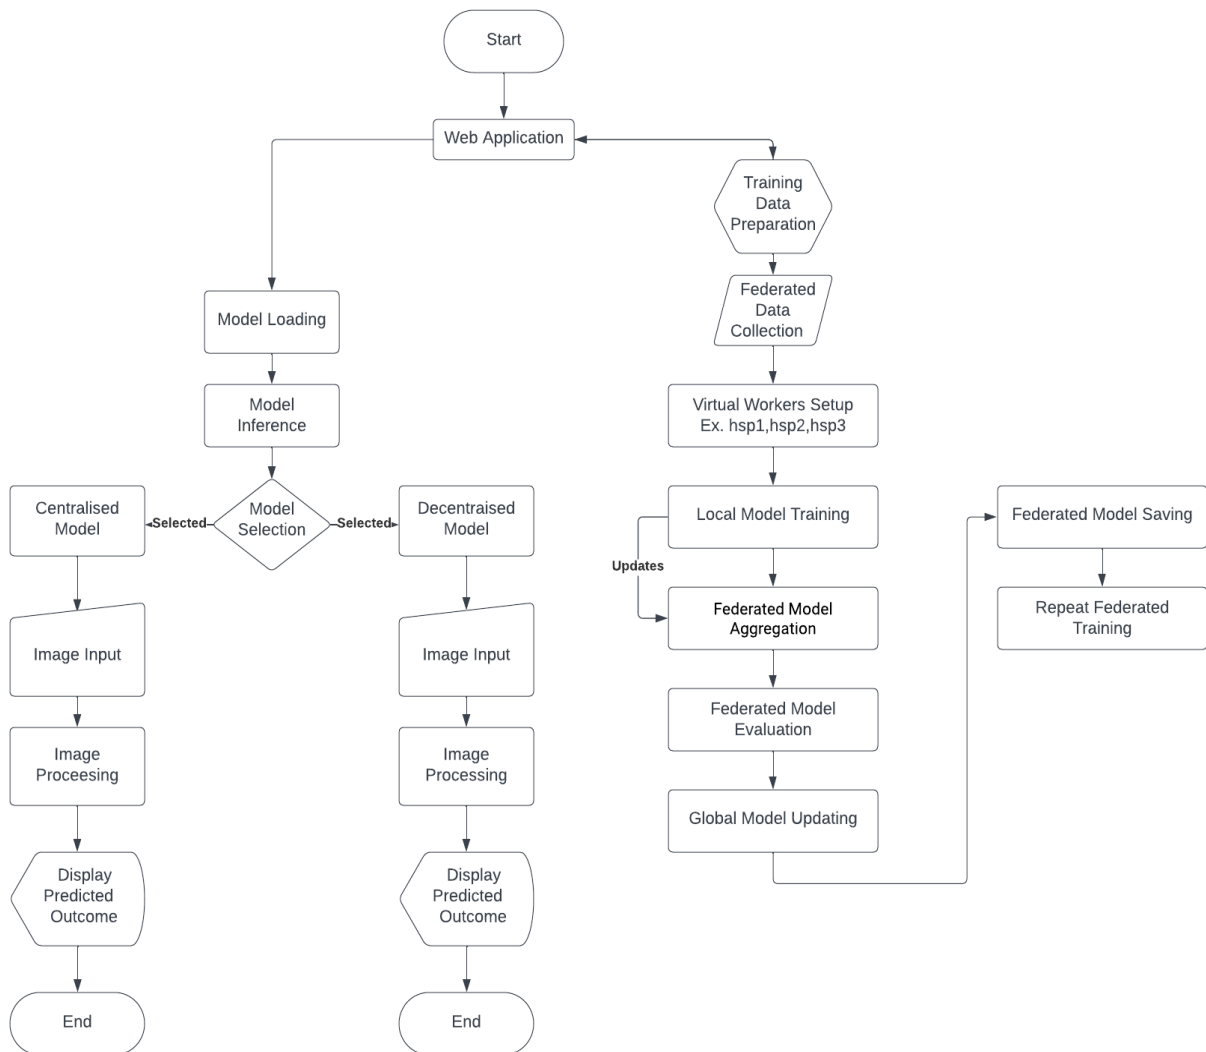 Start
Web Application
Training
Data
Preparation
Federated
Data
Collection
Model Loading
Model
Inference
Virtual Workers Setup
Ex. hsp1,hsp2,hsp3
Centralised
Model
Selected
Model
Selection
Selected
Decentraised
Model
Local Model Training
Federated Model Saving
Updates
Federated Model
Aggregation
Repeat Federated
Training
Image Input
Image Input
Federated Model
Evaluation
Image
Proceesing
Image
Processing
Global Model Updating
Display
Predicted
Outcome
Display
Predicted
Outcome
End
End